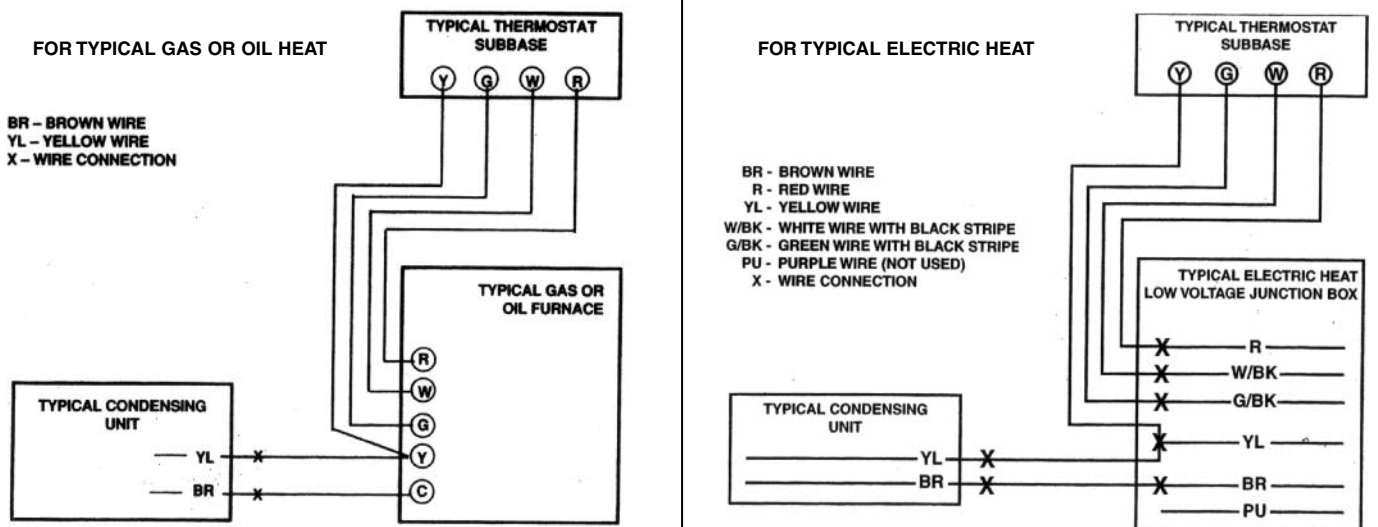 FOR TYPICAL GAS OR OIL HEAT
TYPICAL THERMOSTAT
SUBBASE
Y G W R
BR – BROWN WIRE
YL – YELLOW WIRE
X – WIRE CONNECTION
TYPICAL GAS OR
OIL FURNACE
R
W
G
Y
C
TYPICAL CONDENSING
UNIT
YL X
BR X
FOR TYPICAL ELECTRIC HEAT
TYPICAL THERMOSTAT
SUBBASE
Y G W R
BR - BROWN WIRE
R - RED WIRE
YL - YELLOW WIRE
W/BK - WHITE WIRE WITH BLACK STRIPE
G/BK - GREEN WIRE WITH BLACK STRIPE
PU - PURPLE WIRE (NOT USED)
X - WIRE CONNECTION
TYPICAL ELECTRIC HEAT
LOW VOLTAGE JUNCTION BOX
X R
X W/BK
X G/BK
X YL
X BR
PU
TYPICAL CONDENSING
UNIT
YL X
BR X